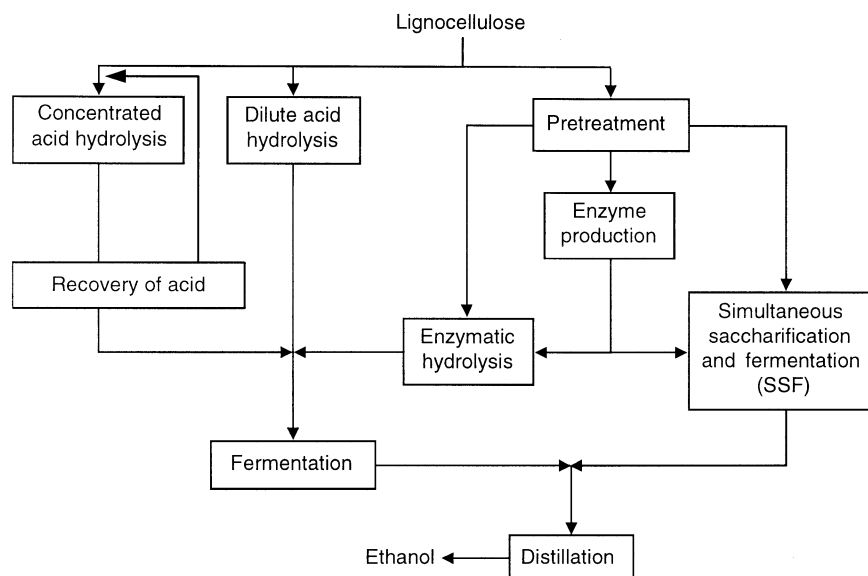 Lignocellulose
Concentrated
acid hydrolysis
Dilute acid
hydrolysis
Pretreatment
Enzyme
production
Recovery of acid
Enzymatic
hydrolysis
Simultaneous
saccharification
and fermentation
(SSF)
Fermentation
Ethanol
Distillation